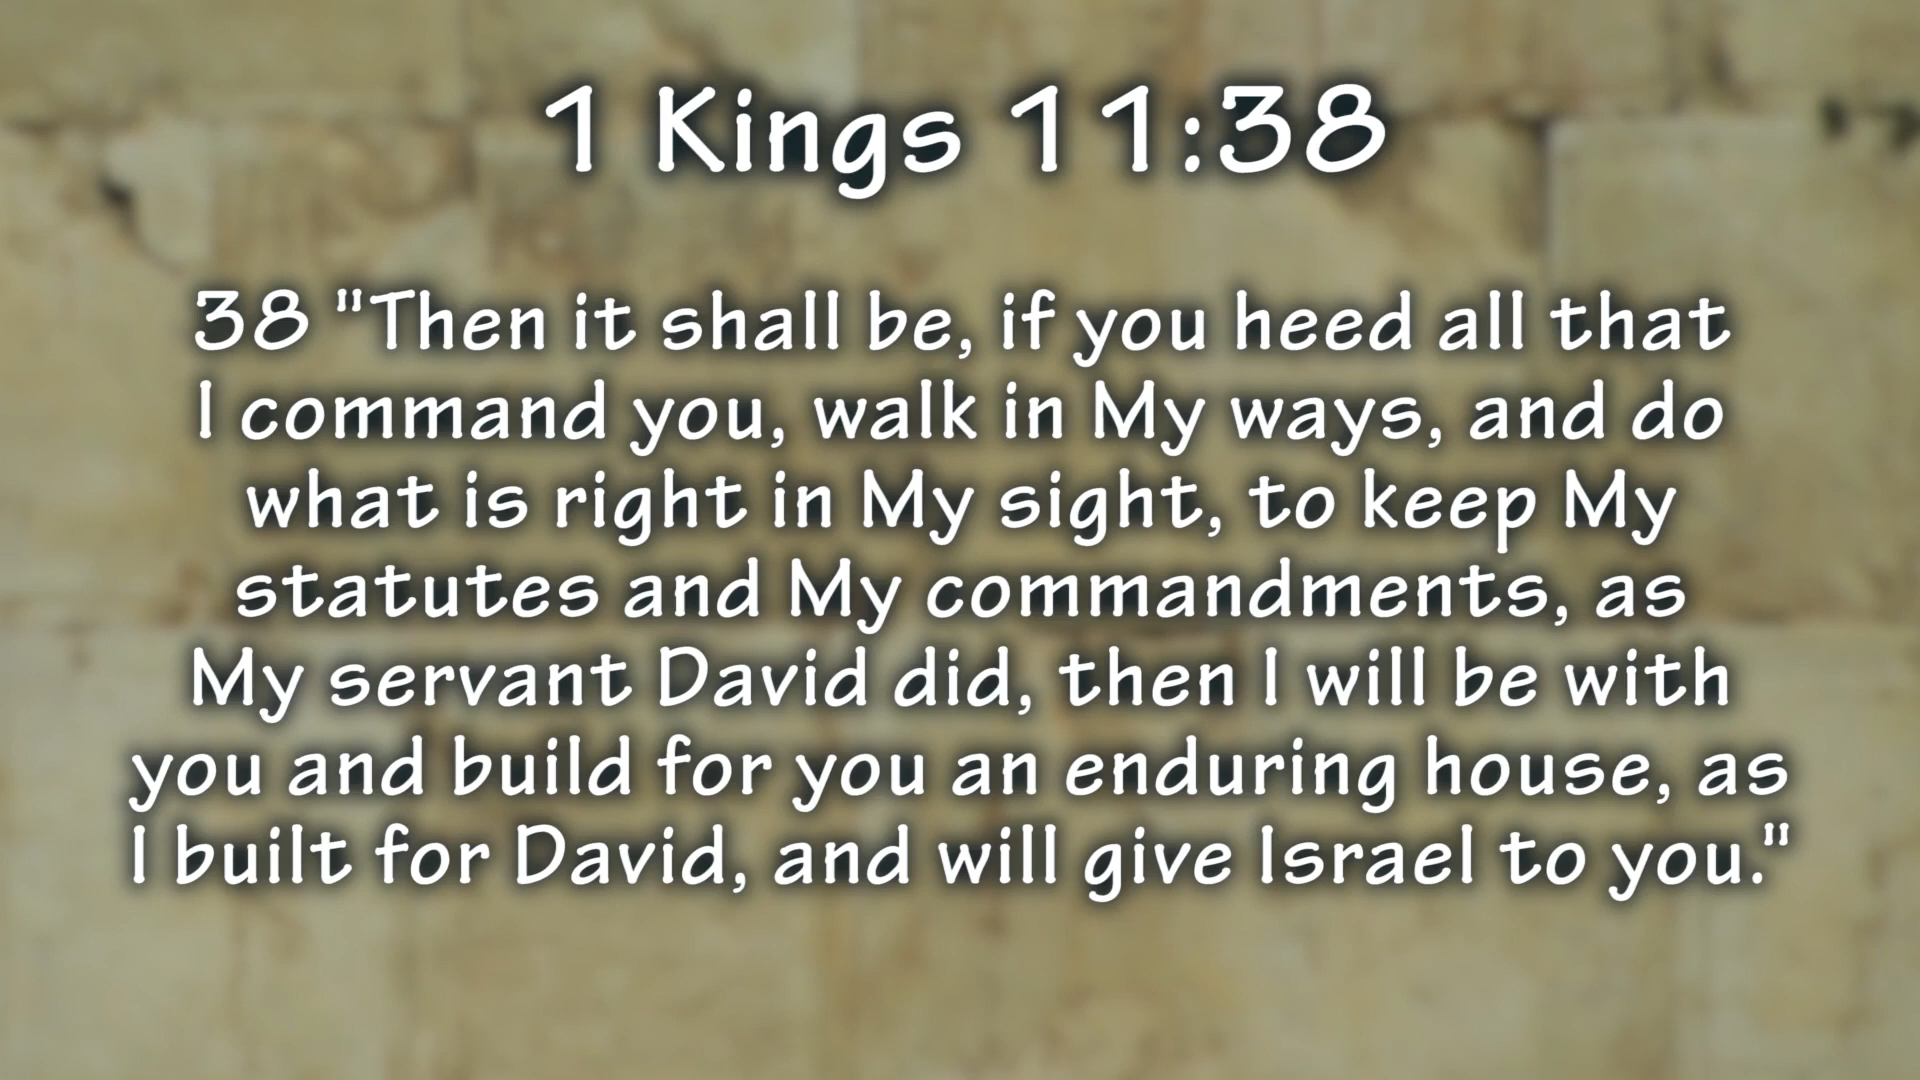 1 Kings 11:38
38 "Then it shall be, if you heed all that
I command you, walk in My ways, and do
what is right in My sight, to keep My
statutes and My commandments, as
My servant David did, then I will be with
you and build for you an enduring house, as
I built for David, and will give Israel to you."